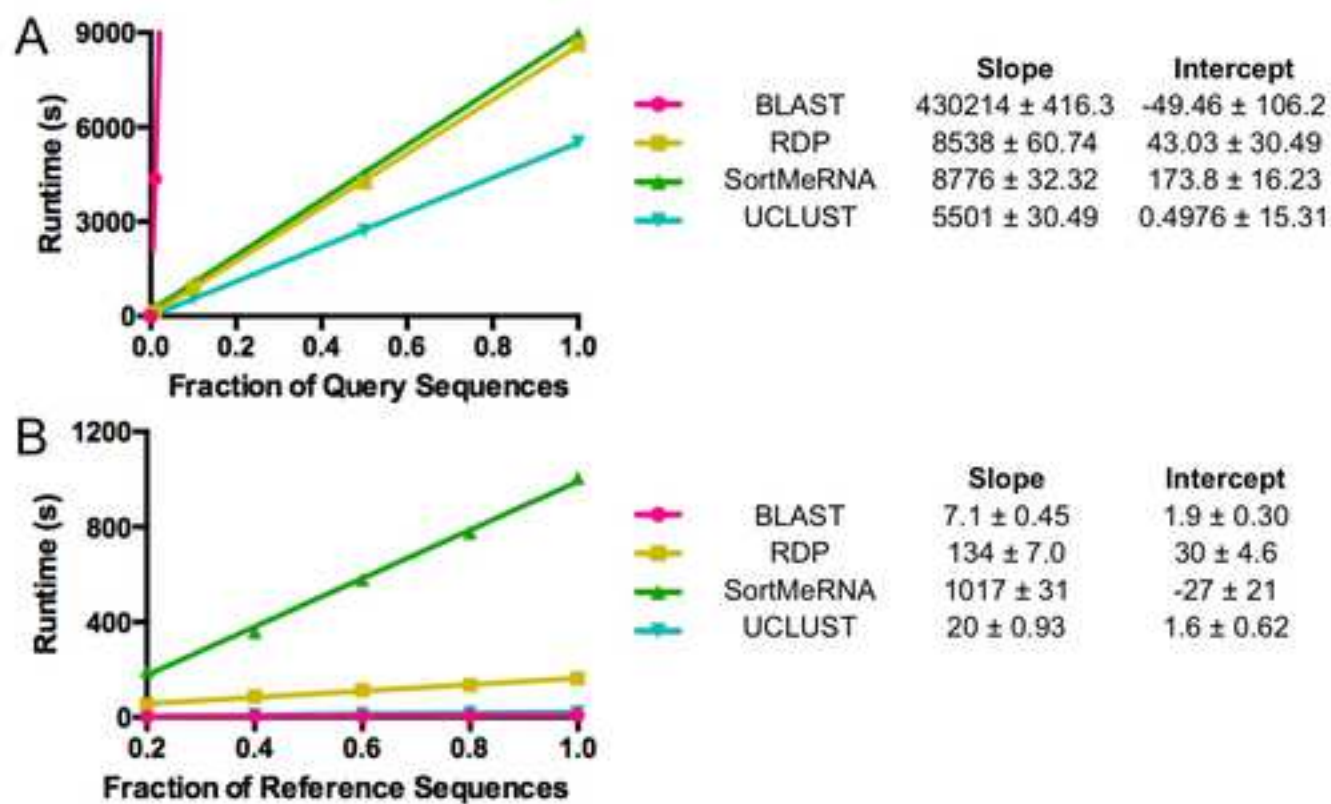 A
9000
6000
3000
0
Runtime (s)
0.0 0.2 0.4 0.6 0.8 1.0
Fraction of Query Sequences
Slope Intercept
BLAST 430214 ± 416.3 -49.46 ± 106.2
RDP 8538 ± 60.74 43.03 ± 30.49
SortMeRNA 8776 ± 32.32 173.8 ± 16.23
UCLUST 5501 ± 30.49 0.4976 ± 15.31
B
1200
800
400
0
Runtime (s)
0.2 0.4 0.6 0.8 1.0
Fraction of Reference Sequences
Slope Intercept
BLAST 7.1 ± 0.45 1.9 ± 0.30
RDP 134 ± 7.0 30 ± 4.6
SortMeRNA 1017 ± 31 -27 ± 21
UCLUST 20 ± 0.93 1.6 ± 0.62